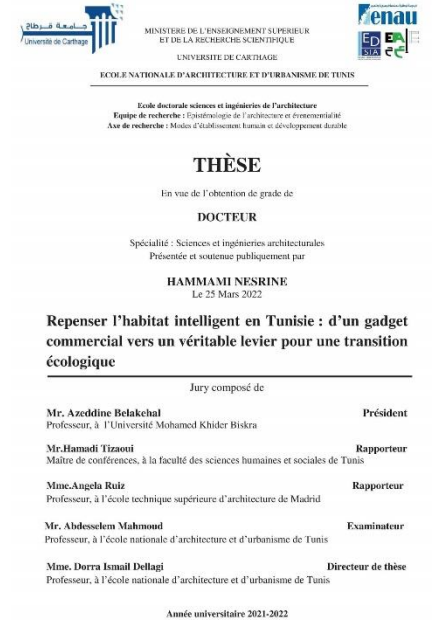 جامعة قرطاج
Université de Carthage
MINISTERE DE L'ENSEIGNEMENT SUPERIEUR
ET DE LA RECHERCHE SCIENTIFIQUE
UNIVERSITE DE CARTHAGE
enau
ED
SIA
ECOLE NATIONALE D'ARCHITECTURE ET D'URBANISME DE TUNIS
Ecole doctorale sciences et ingénieries de l'architecture
Equipe de recherche : Epistémologie de l'architecture et évenementialité
Axe de recherche : Modes d'établissement humain et développement durable
THÈSE
En vue de l'obtention de grade de
DOCTEUR
Spécialité : Sciences et ingénieries architecturales
Présentée et soutenue publiquement par
HAMMAMI NESRINE
Le 25 Mars 2022
Repenser l'habitat intelligent en Tunisie : d'un gadget
commercial vers un véritable levier pour une transition
écologique
Jury composé de
Mr. Azeddine Belakehal Président
Professeur, à l'Université Mohamed Khider Biskra
Mr.Hamadi Tizaoui Rapporteur
Maître de conférences, à la faculté des sciences humaines et sociales de Tunis
Mme.Angela Ruiz Rapporteur
Professeur, à l'école technique supérieure d'architecture de Madrid
Mr. Abdesselem Mahmoud Examinateur
Professeur, à l'école nationale d'architecture et d'urbanisme de Tunis
Mme. Dorra Ismail Dellagi Directeur de thèse
Professeur, à l'école nationale d'architecture et d'urbanisme de Tunis
Année universitaire 2021-2022